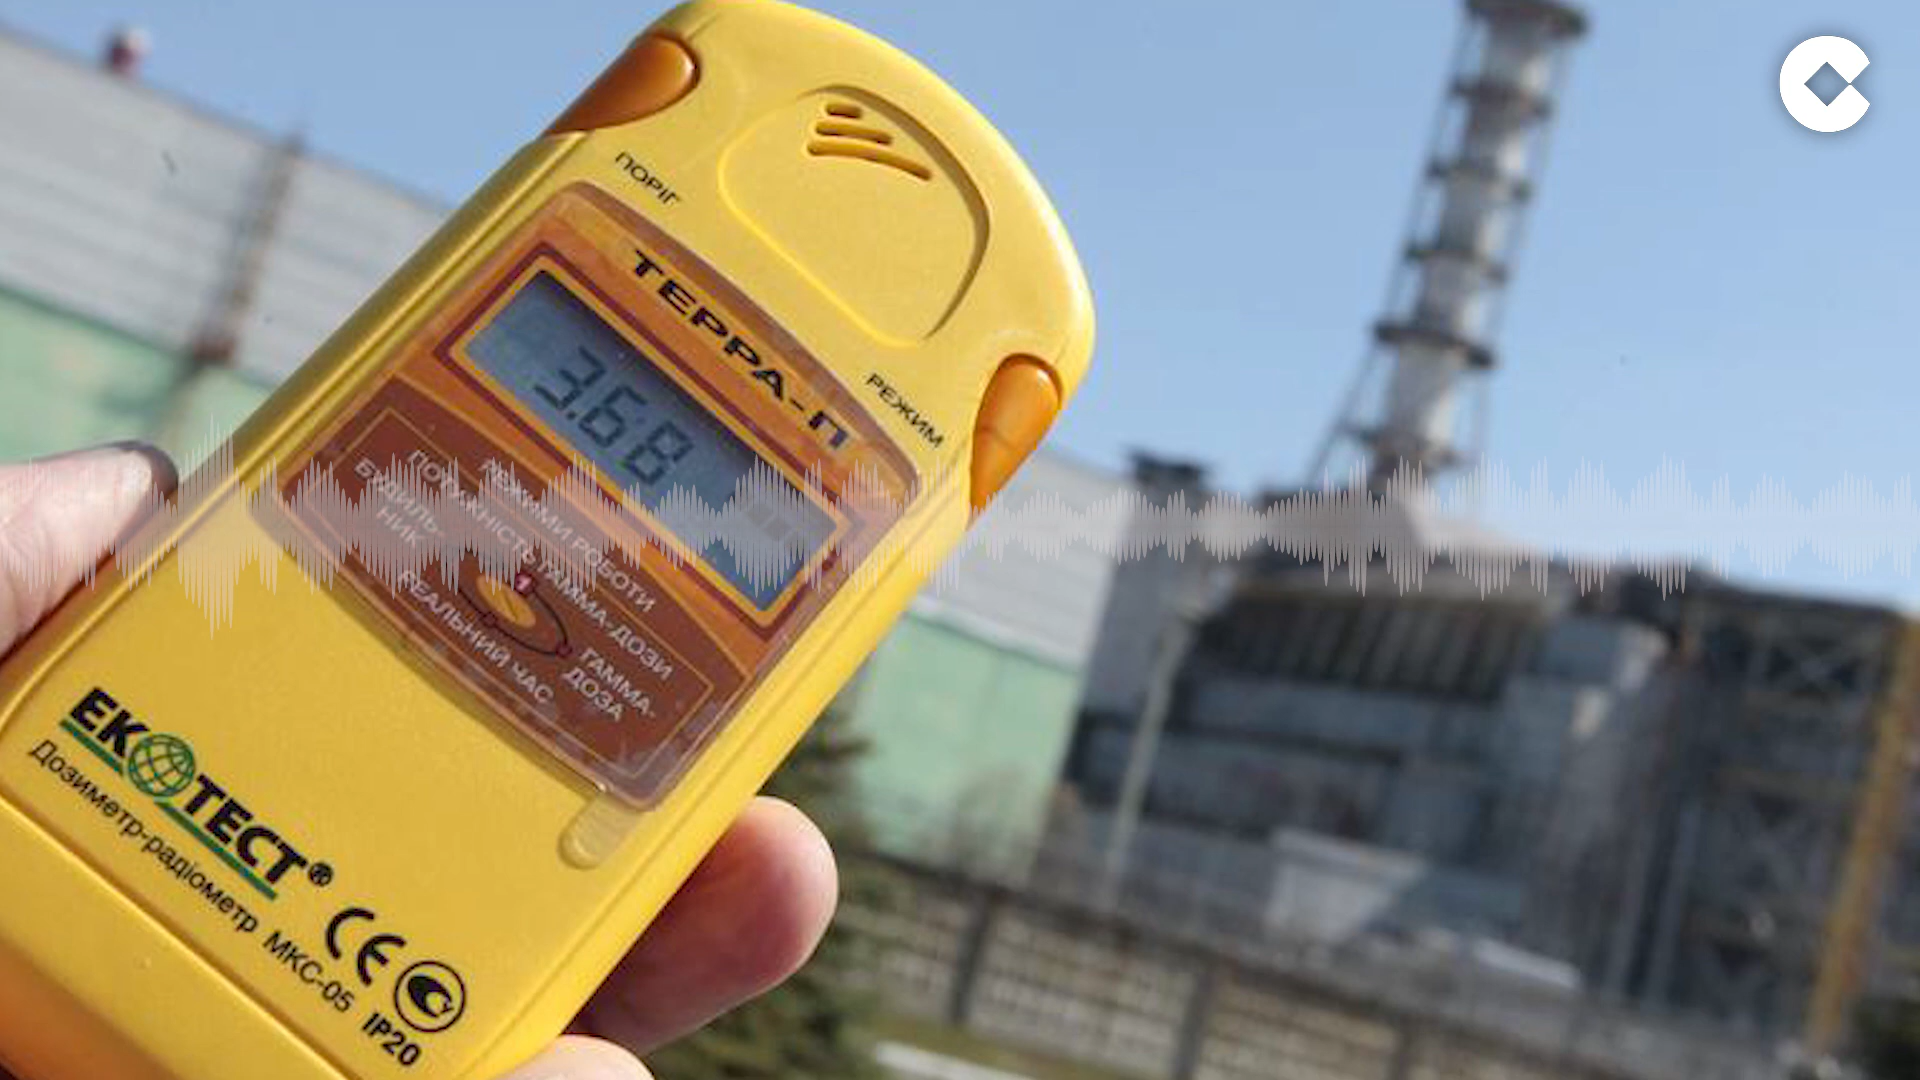 ПОРІГ
ТЕРРА-П
РЕЖИМ
3.68
РЕЖИМИ РОБОТИ
ПОТУЖНІСТЬ ГАММА-ДОЗИ
БУДИЛЬ-
НИК
ГАММА-
ДОЗА
РЕАЛЬНИЙ ЧАС
ЕКОТЕСТ®
Дозиметр-радіометр МКС-05
CE
IP20